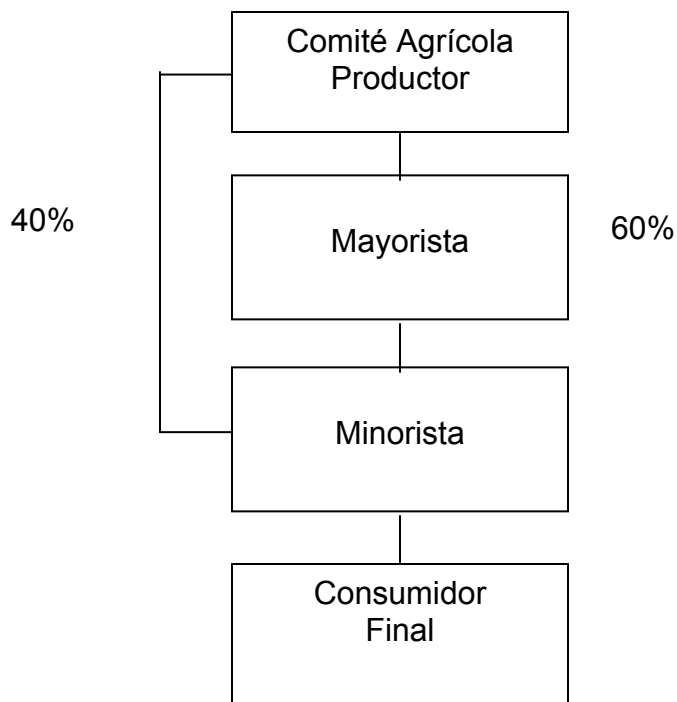 Comité Agrícola
Productor
40%
Mayorista
60%
Minorista
Consumidor
Final